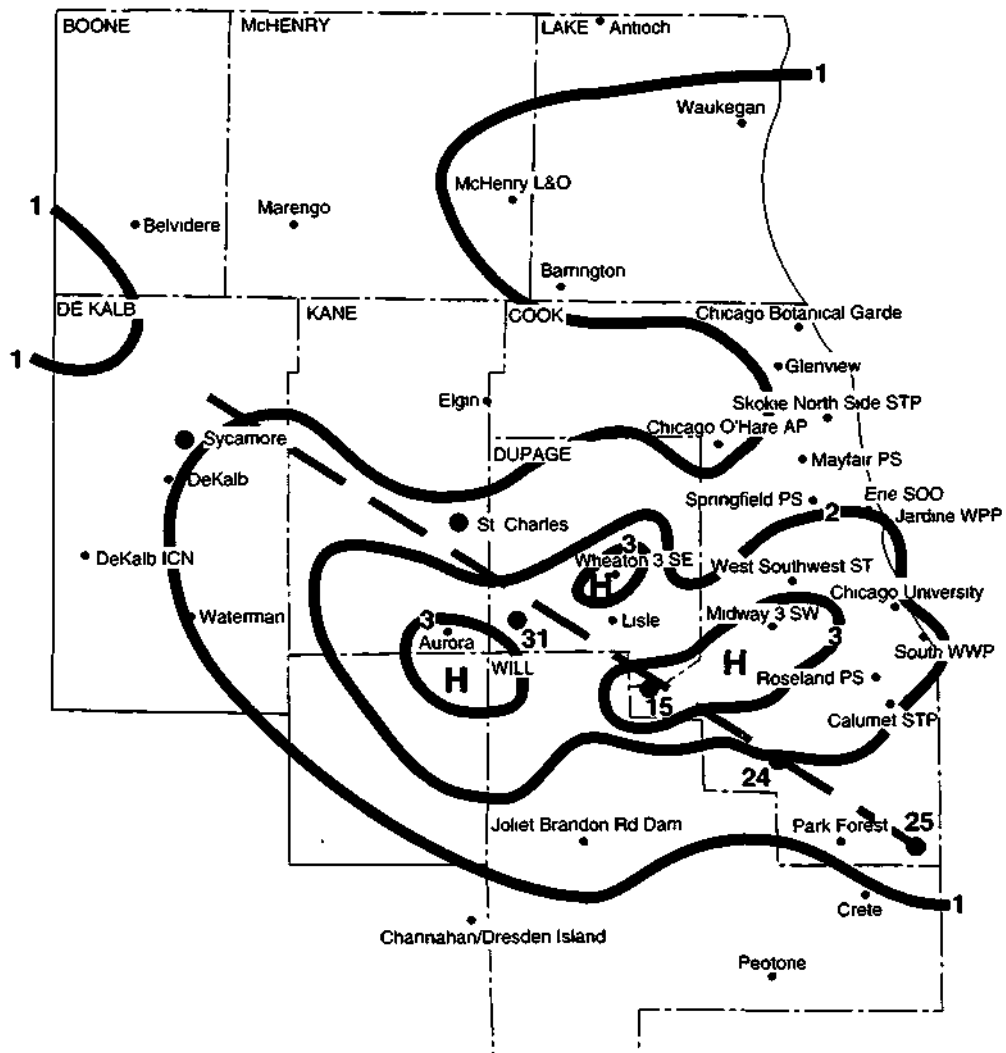 BOONE
McHENRY
LAKE
Antioch
1
Waukegan
McHenry L&O
1
Belvidere
Marengo
Barrington
DE KALB
KANE
COOK
Chicago Botanical Garde
1
Glenview
Elgin
Skokie North Side STP
Sycamore
Chicago O'Hare AP
DUPAGE
Mayfair PS
DeKalb
Springfield PS
Erie SOO
2
Jardine WPP
St Charles
DeKalb ICN
3
Wheaton 3 SE
West Southwest ST
H
Chicago University
Waterman
3
Lisle
Midway 3 SW
3
Aurora
31
South WWP
H
WILL
H
Roseland PS
15
Calumet STP
24
25
Joliet Brandon Rd Dam
Park Forest
1
Crete
Channahan/Dresden Island
Peotone